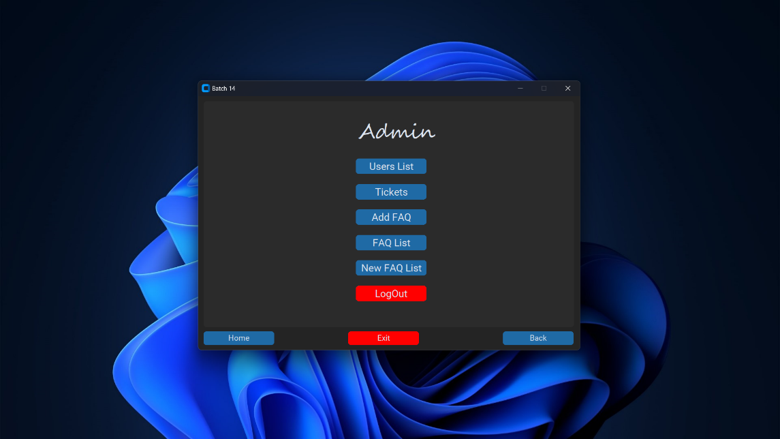 Batch 14
Admin
Users List
Tickets
Add FAQ
FAQ List
New FAQ List
LogOut
Home Exit Back